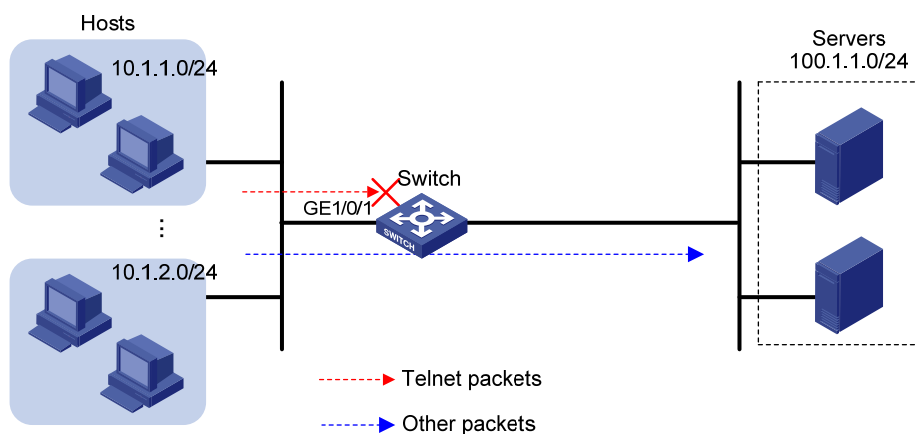 Hosts
10.1.1.0/24
⋮
10.1.2.0/24
GE1/0/1
Switch
SWITCH
Servers
100.1.1.0/24
Telnet packets
Other packets